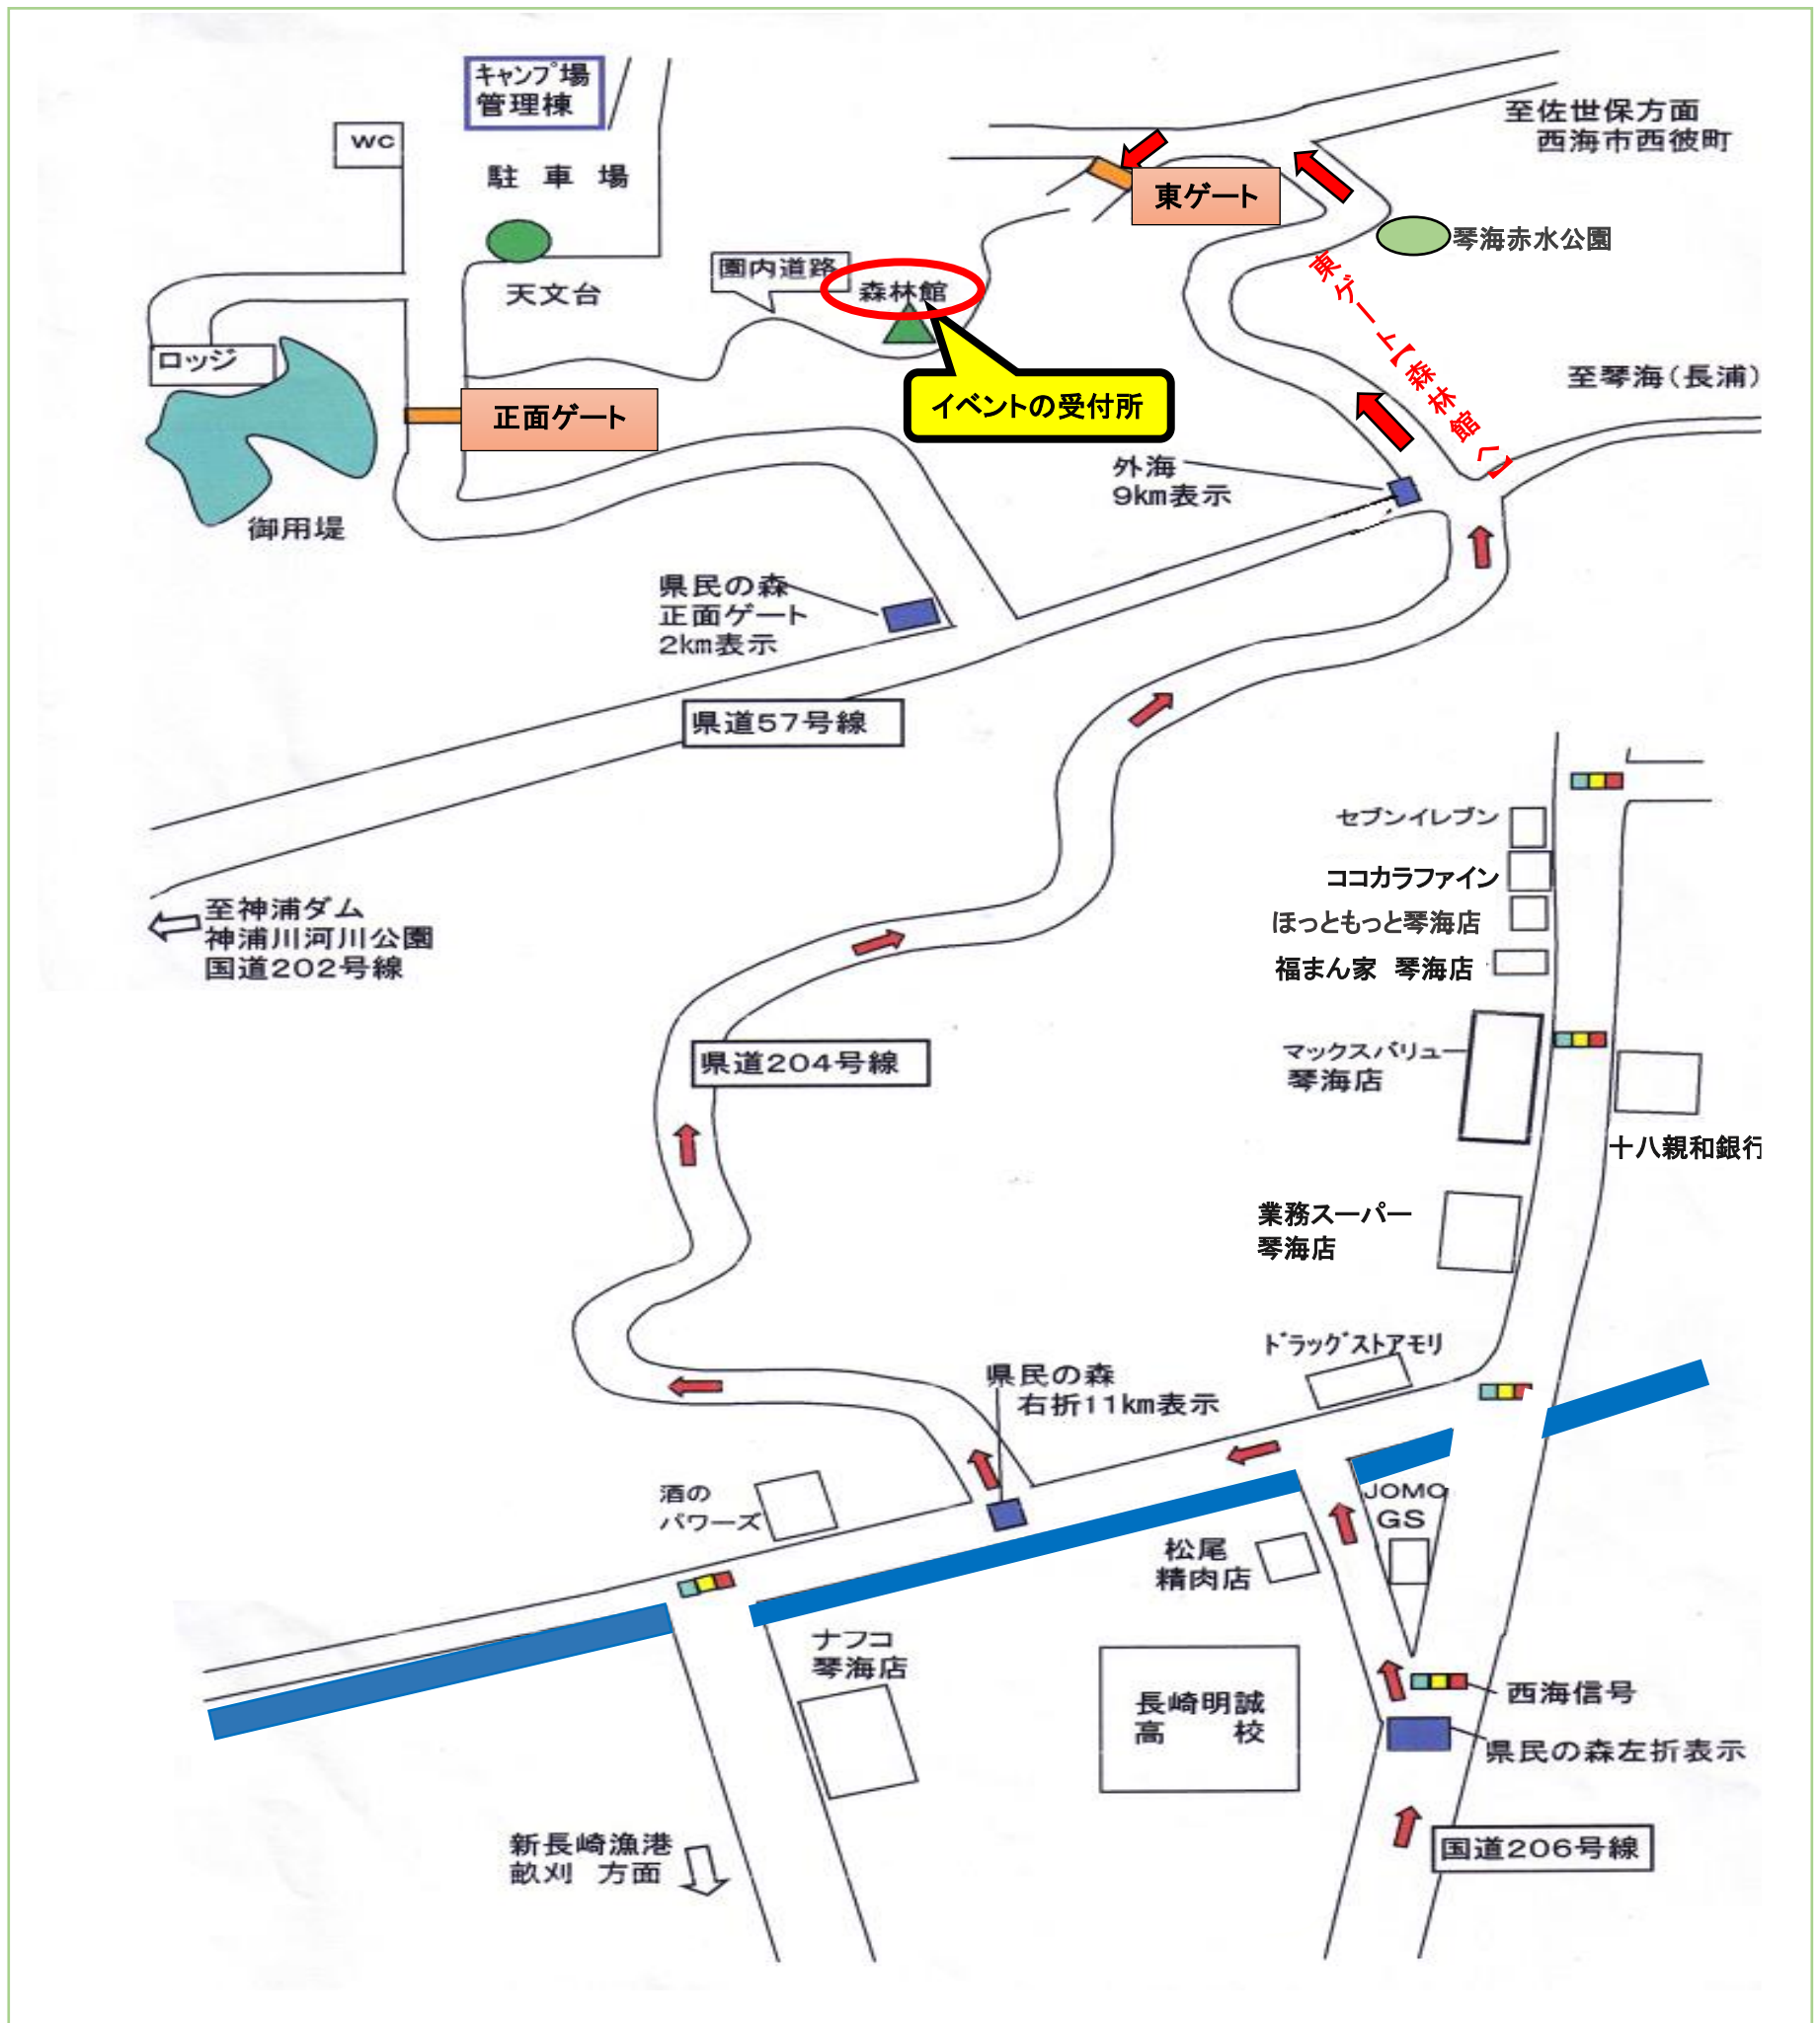 キャンプ場
管理棟
WC
駐 車 場
天文台
園内道路
森林館
イベントの受付所
東ゲート
至佐世保方面
西海市西彼町
琴海赤水公園
東ゲート【森林館へ】
至琴海(長浦)
ロッジ
正面ゲート
御用堤
外海
9km表示
県民の森
正面ゲート
2km表示
県道57号線
至神浦ダム
神浦川河川公園
国道202号線
セブンイレブン
ココカラファイン
ほっともっと琴海店
福まん家 琴海店
マックスバリュー
琴海店
十八親和銀行
県道204号線
業務スーパー
琴海店
ドラッグストアモリ
県民の森
右折11km表示
酒の
パワーズ
JOMO
GS
松尾
精肉店
ナフコ
琴海店
長崎明誠
高 校
西海信号
県民の森左折表示
新長崎漁港
畝刈 方面
国道206号線